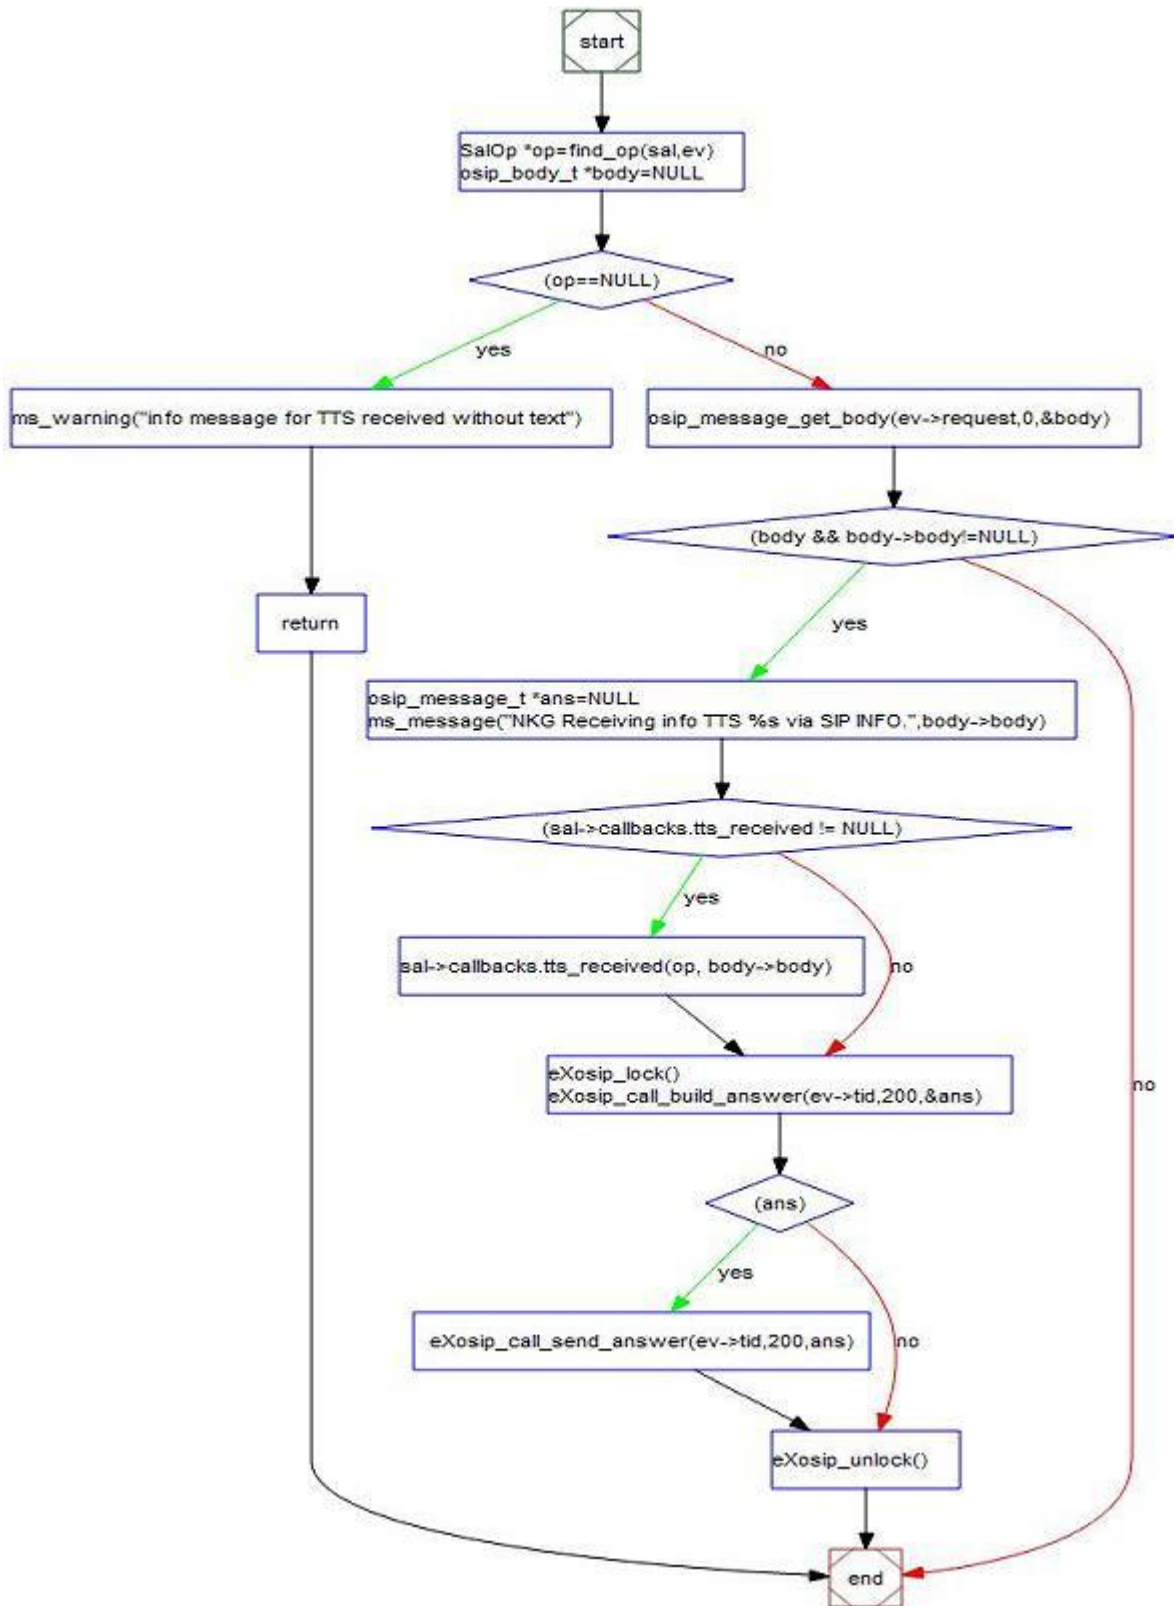 start
SalOp *op=find_op(sal,ev)
osip_body_t *body=NULL
(op==NULL)
yes
no
ms_warning("info message for TTS received without text")
osip_message_get_body(ev->request,0,&body)
(body && body->body!=NULL)
return
yes
osip_message_t *ans=NULL
ms_message("NKG Receiving info TTS %s via SIP INFO.",body->body)
(sal->callbacks.tts_received != NULL)
yes
sal->callbacks.tts_received(op, body->body)
no
eXosip_lock()
eXosip_call_build_answer(ev->tid,200,&ans)
no
(ans)
yes
eXosip_call_send_answer(ev->tid,200,ans)
no
eXosip_unlock()
end